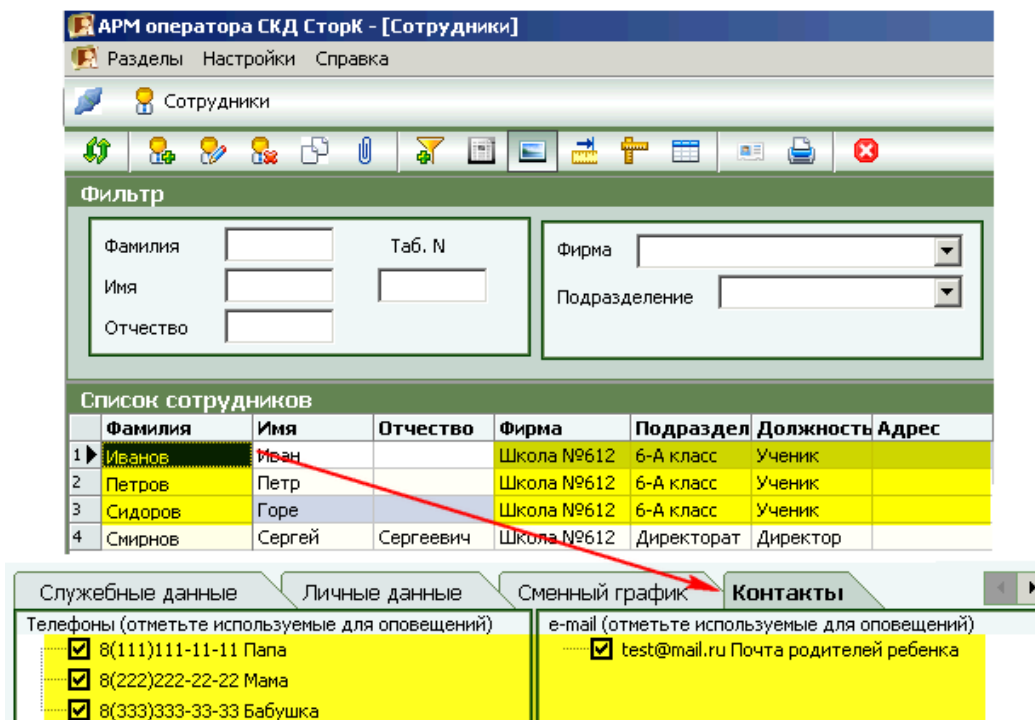 АРМ оператора СКД СторК - [Сотрудники]
Разделы Настройки Справка
Сотрудники
Фильтр
Фамилия Таб. N Фирма
Имя Подразделение
Отчество
Список сотрудников
Фамилия Имя Отчество Фирма Подраздел Должность Адрес
1 Иванов Иван Школа №612 6-А класс Ученик
2 Петров Петр Школа №612 6-А класс Ученик
3 Сидоров Горе Школа №612 6-А класс Ученик
4 Смирнов Сергей Сергеевич Школа №612 Директорат Директор
Служебные данные Личные данные Сменный график Контакты
Телефоны (отметьте используемые для оповещений) e-mail (отметьте используемые для оповещений)
8(111)111-11-11 Папа test@mail.ru Почта родителей ребенка
8(222)222-22-22 Мама
8(333)333-33-33 Бабушка